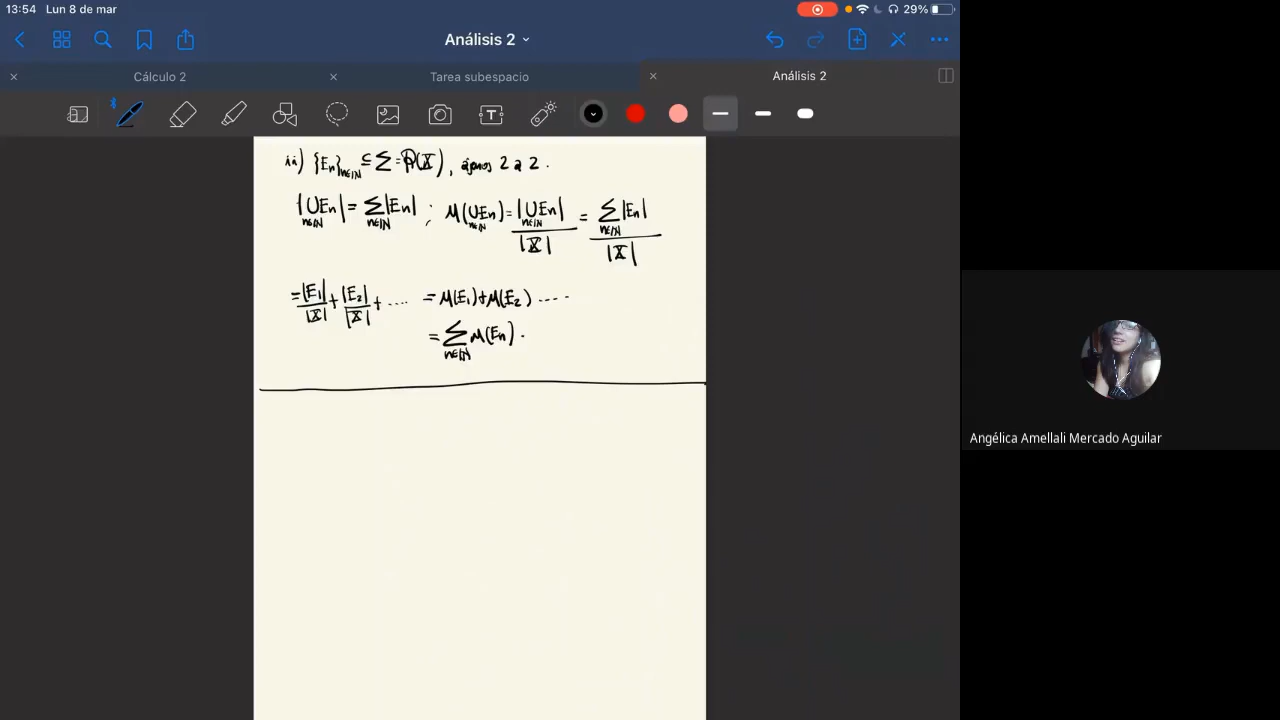 13:54 Lun 8 de mar
29%
Análisis 2
Cálculo 2
Tarea subespacio
Análisis 2
T
ii) {En}n∈ℕ ⊆ Σ = P(X), ajenos 2 a 2.
|⋃n∈ℕ En| = Σn∈ℕ |En| ; M(⋃n∈ℕ En) = |⋃n∈ℕ En| / |X| = Σn∈ℕ |En| / |X|
= |E1| / |X| + |E2| / |X| + .... = M(E1) + M(E2) ....
= Σn∈ℕ M(En).
Angélica Amellali Mercado Aguilar